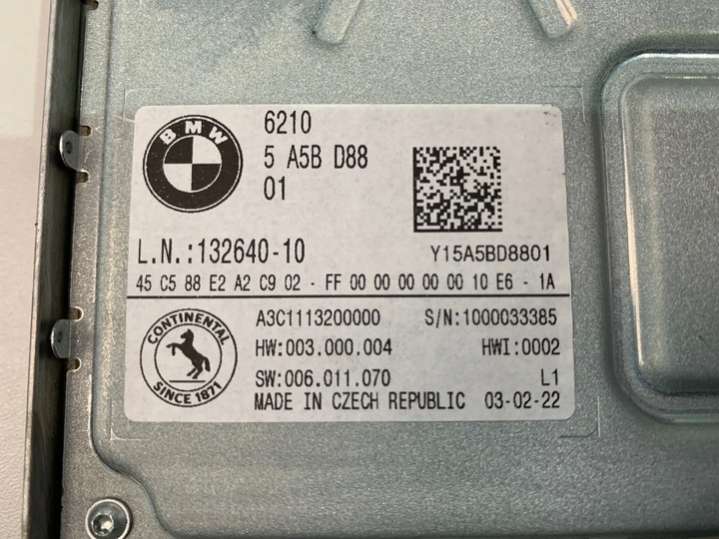 BMW
6210
5 A5B D88
01
L.N.:132640-10
Y15A5BD8801
45 C5 88 E2 A2 C9 02 - FF 00 00 00 00 00 10 E6 - 1A
CONTINENTAL
SINCE 1871
A3C1113200000 S/N:1000033385
HW:003.000.004 HWI:0002
SW:006.011.070 L1
MADE IN CZECH REPUBLIC 03-02-22